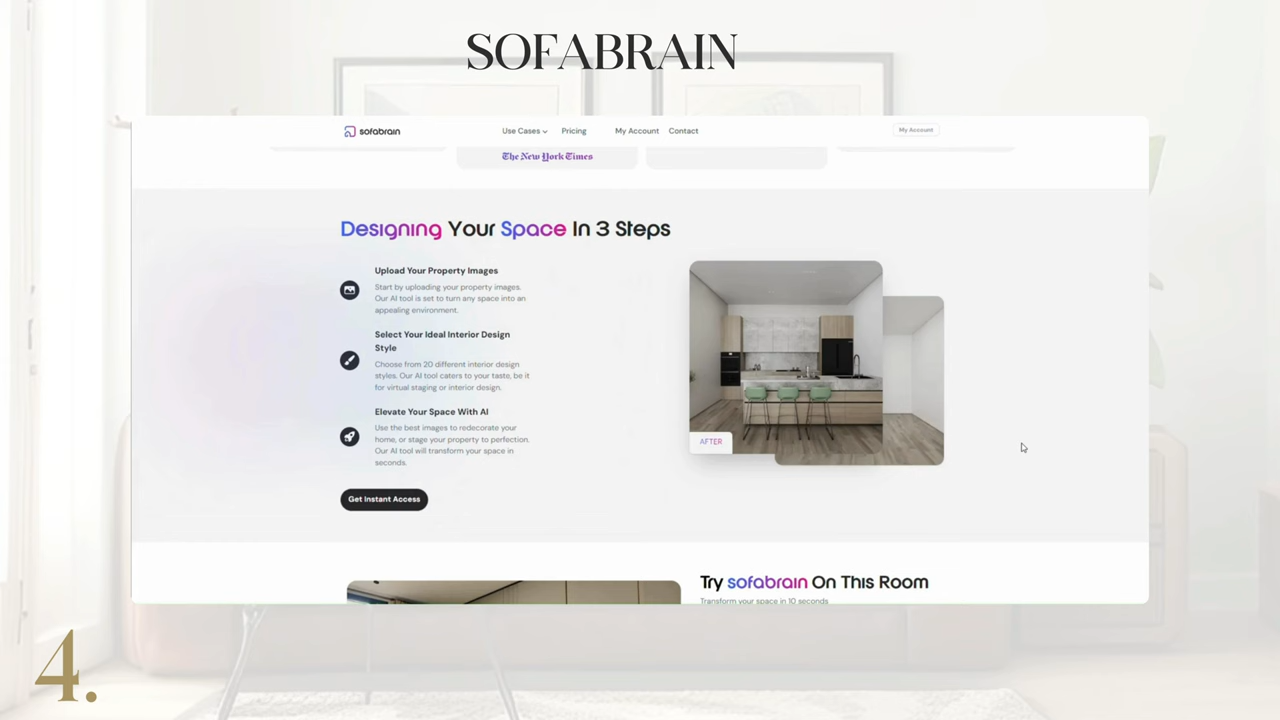 SOFABRAIN
sofabrain
Use Cases
Pricing
My Account
Contact
My Account
The New York Times
Designing Your Space In 3 Steps
Upload Your Property Images
Start by uploading your property images.
Our AI tool is set to turn any space into an
appealing environment.
Select Your Ideal Interior Design
Style
Choose from 20 different interior design
styles. Our AI tool caters to your taste, be it
for virtual staging or interior design.
Elevate Your Space With AI
Use the best images to redecorate your
home, or stage your property to perfection.
Our AI tool will transform your space in
seconds.
Get Instant Access
AFTER
Try sofabrain On This Room
Transform your space in 10 seconds
4.